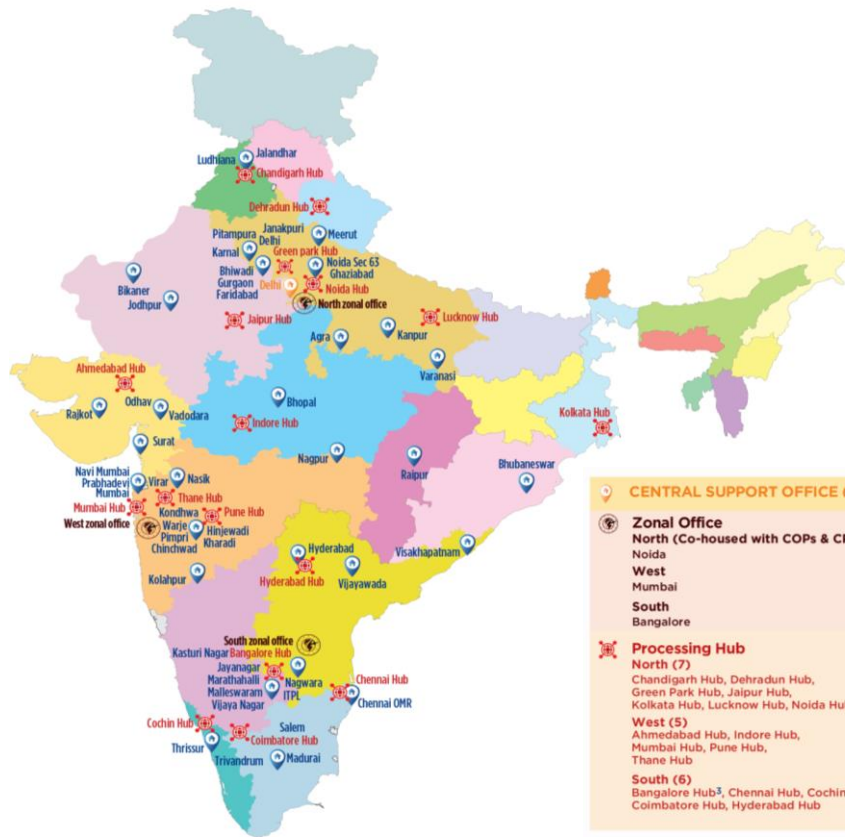 Ludhiana
Jalandhar
Chandigarh Hub
Dehradun Hub
Pitampura
Janakpuri
Delhi
Meerut
Karnal
Green park Hub
Bhiwadi
Noida Sec 63
Ghaziabad
Gurgaon
Faridabad
Delhi
Noida Hub
North zonal office
Bikaner
Jodhpur
Jaipur Hub
Lucknow Hub
Agra
Kanpur
Varanasi
Ahmedabad Hub
Odhav
Rajkot
Vadodara
Bhopal
Indore Hub
Kolkata Hub
Surat
Nagpur
Raipur
Bhubaneswar
Navi Mumbai
Prabhadevi
Mumbai
Virar
Nasik
Thane Hub
Mumbai Hub
Kondhwa
Pune Hub
West zonal office
Warje
Pimpri
Chinchwad
Hinjewadi
Kharadi
Kolahpur
Hyderabad
Hyderabad Hub
Vijayawada
Visakhapatnam
South zonal office
Kasturi Nagar
Bangalore Hub
Jayanagar
Marathahalli
Malleswaram
Vijaya Nagar
Nagwara
ITPL
Chennai Hub
Chennai OMR
Cochin Hub
Salem
Coimbatore Hub
Thrissur
Trivandrum
Madurai
CENTRAL SUPPORT OFFICE (
Zonal Office
North (Co-housed with COPs &
Noida
West
Mumbai
South
Bangalore
Processing Hub
North (7)
Chandigarh Hub, Dehradun Hub,
Green Park Hub, Jaipur Hub,
Kolkata Hub, Lucknow Hub, Noida
West (5)
Ahmedabad Hub, Indore Hub,
Mumbai Hub, Pune Hub,
Thane Hub
South (6)
Bangalore Hub³, Chennai Hub, Cochin
Coimbatore Hub, Hyderabad Hub